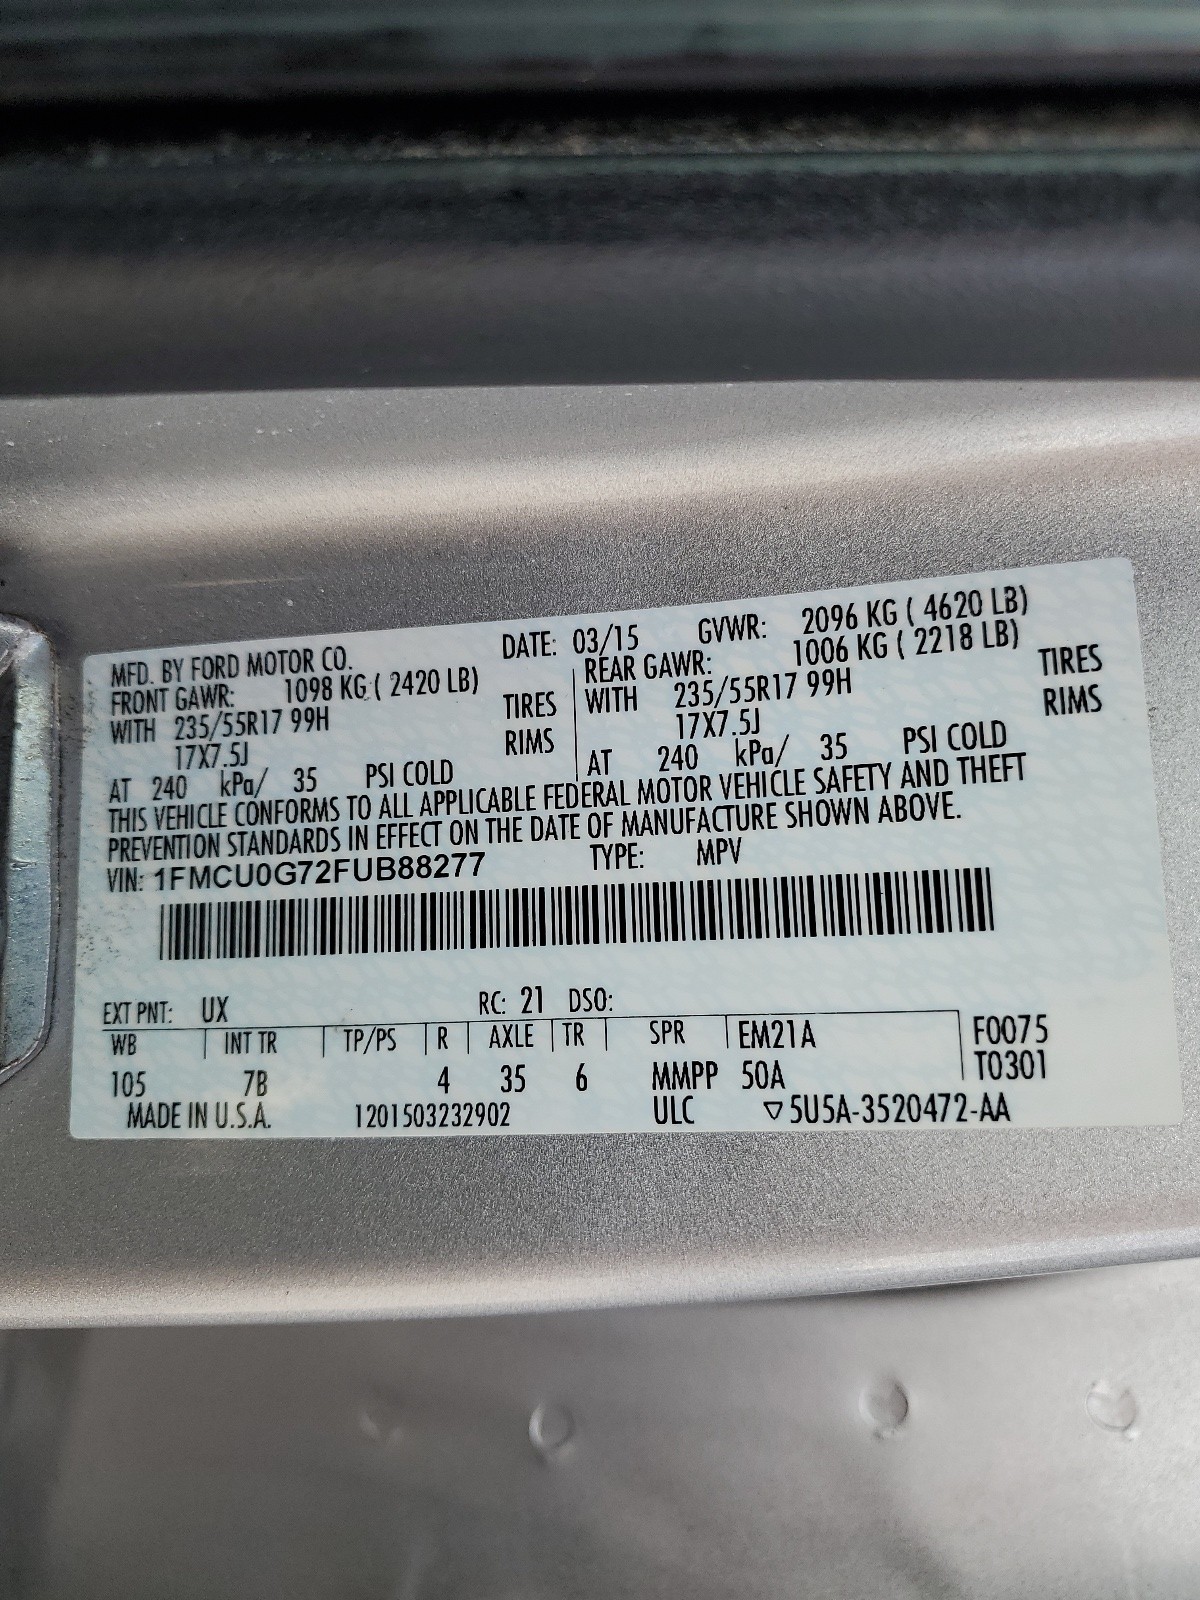 MFD. BY FORD MOTOR CO. DATE: 03/15 GVWR: 2096 KG ( 4620 LB)
FRONT GAWR: 1098 KG ( 2420 LB) REAR GAWR: 1006 KG ( 2218 LB)
WITH 235/55R17 99H TIRES WITH 235/55R17 99H TIRES
17X7.5J RIMS 17X7.5J RIMS
AT 240 kPa/ 35 PSI COLD AT 240 kPa/ 35 PSI COLD
THIS VEHICLE CONFORMS TO ALL APPLICABLE FEDERAL MOTOR VEHICLE SAFETY AND THEFT
PREVENTION STANDARDS IN EFFECT ON THE DATE OF MANUFACTURE SHOWN ABOVE.
VIN: 1FMCU0G72FUB88277 TYPE: MPV
EXT PNT: UX RC: 21 DSO:
WB INT TR TP/PS R AXLE TR SPR EM21A F0075
105 7B 4 35 6 MMPP 50A T0301
MADE IN U.S.A. 1201503232902 ULC ▽5U5A-3520472-AA